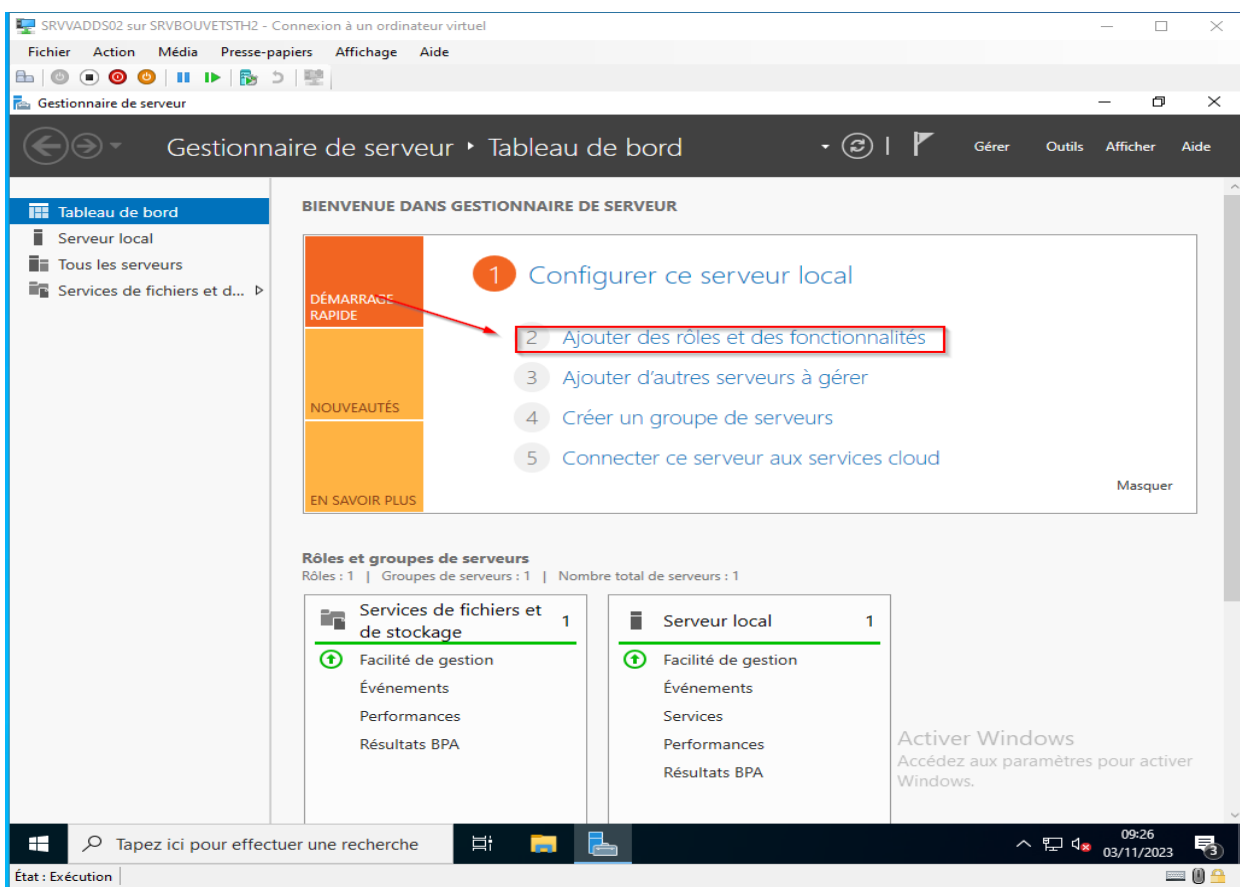 SRVVADDS02 sur SRVBOUVETSTH2 - Connexion à un ordinateur virtuel
Fichier Action Média Presse-papiers Affichage Aide
Gestionnaire de serveur
Gestionnaire de serveur Tableau de bord
Gérer Outils Afficher Aide
Tableau de bord
Serveur local
Tous les serveurs
Services de fichiers et d...
BIENVENUE DANS GESTIONNAIRE DE SERVEUR
DÉMARRAGE
RAPIDE
NOUVEAUTÉS
EN SAVOIR PLUS
1 Configurer ce serveur local
2 Ajouter des rôles et des fonctionnalités
3 Ajouter d'autres serveurs à gérer
4 Créer un groupe de serveurs
5 Connecter ce serveur aux services cloud
Masquer
Rôles et groupes de serveurs
Rôles : 1 | Groupes de serveurs : 1 | Nombre total de serveurs : 1
Services de fichiers et
de stockage
1
Facilité de gestion
Événements
Performances
Résultats BPA
Serveur local 1
Facilité de gestion
Événements
Services
Performances
Résultats BPA
Activer Windows
Accédez aux paramètres pour activer
Windows.
Tapez ici pour effectuer une recherche
09:26
03/11/2023
3
État : Exécution